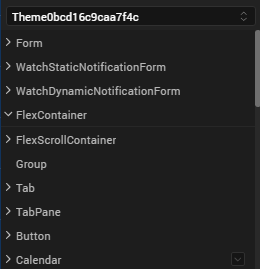 Theme0bcd16c9caa7f4c
Form
WatchStaticNotificationForm
WatchDynamicNotificationForm
FlexContainer
FlexScrollContainer
Group
Tab
TabPane
Button
Calendar